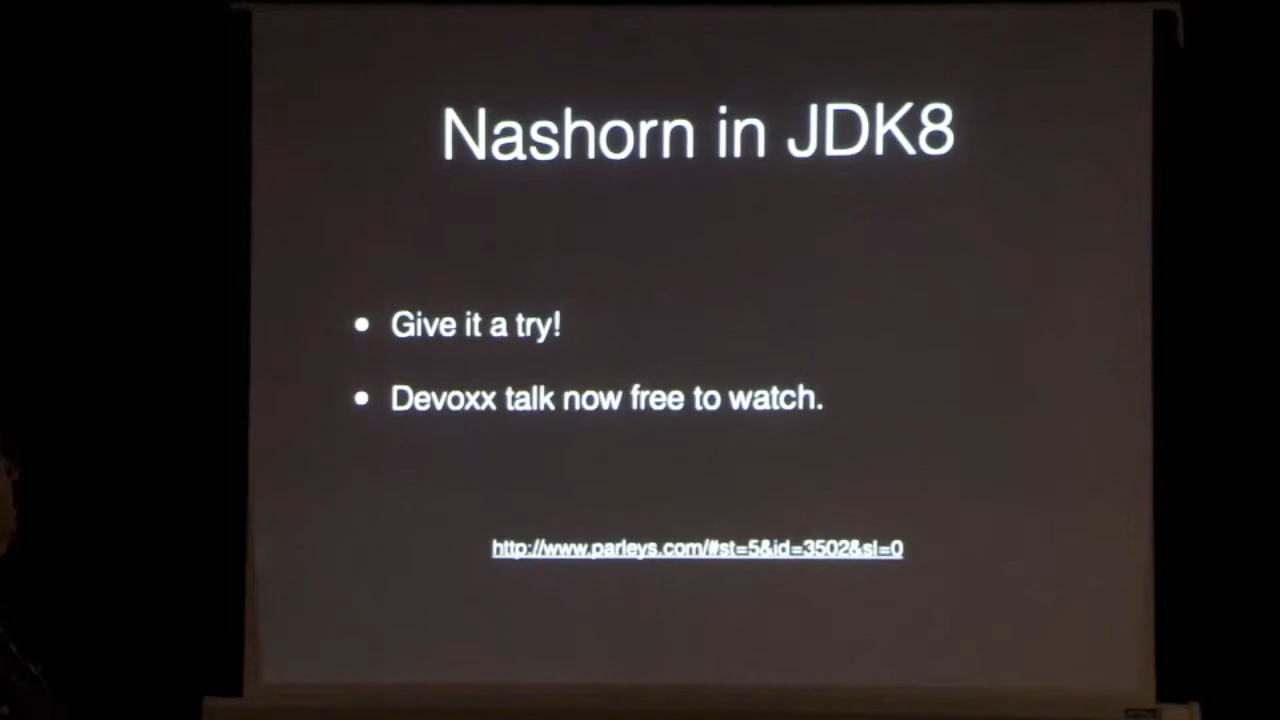 Nashorn in JDK8
• Give it a try!
• Devoxx talk now free to watch.
http://www.parleys.com/#st=5&id=3502&sl=0